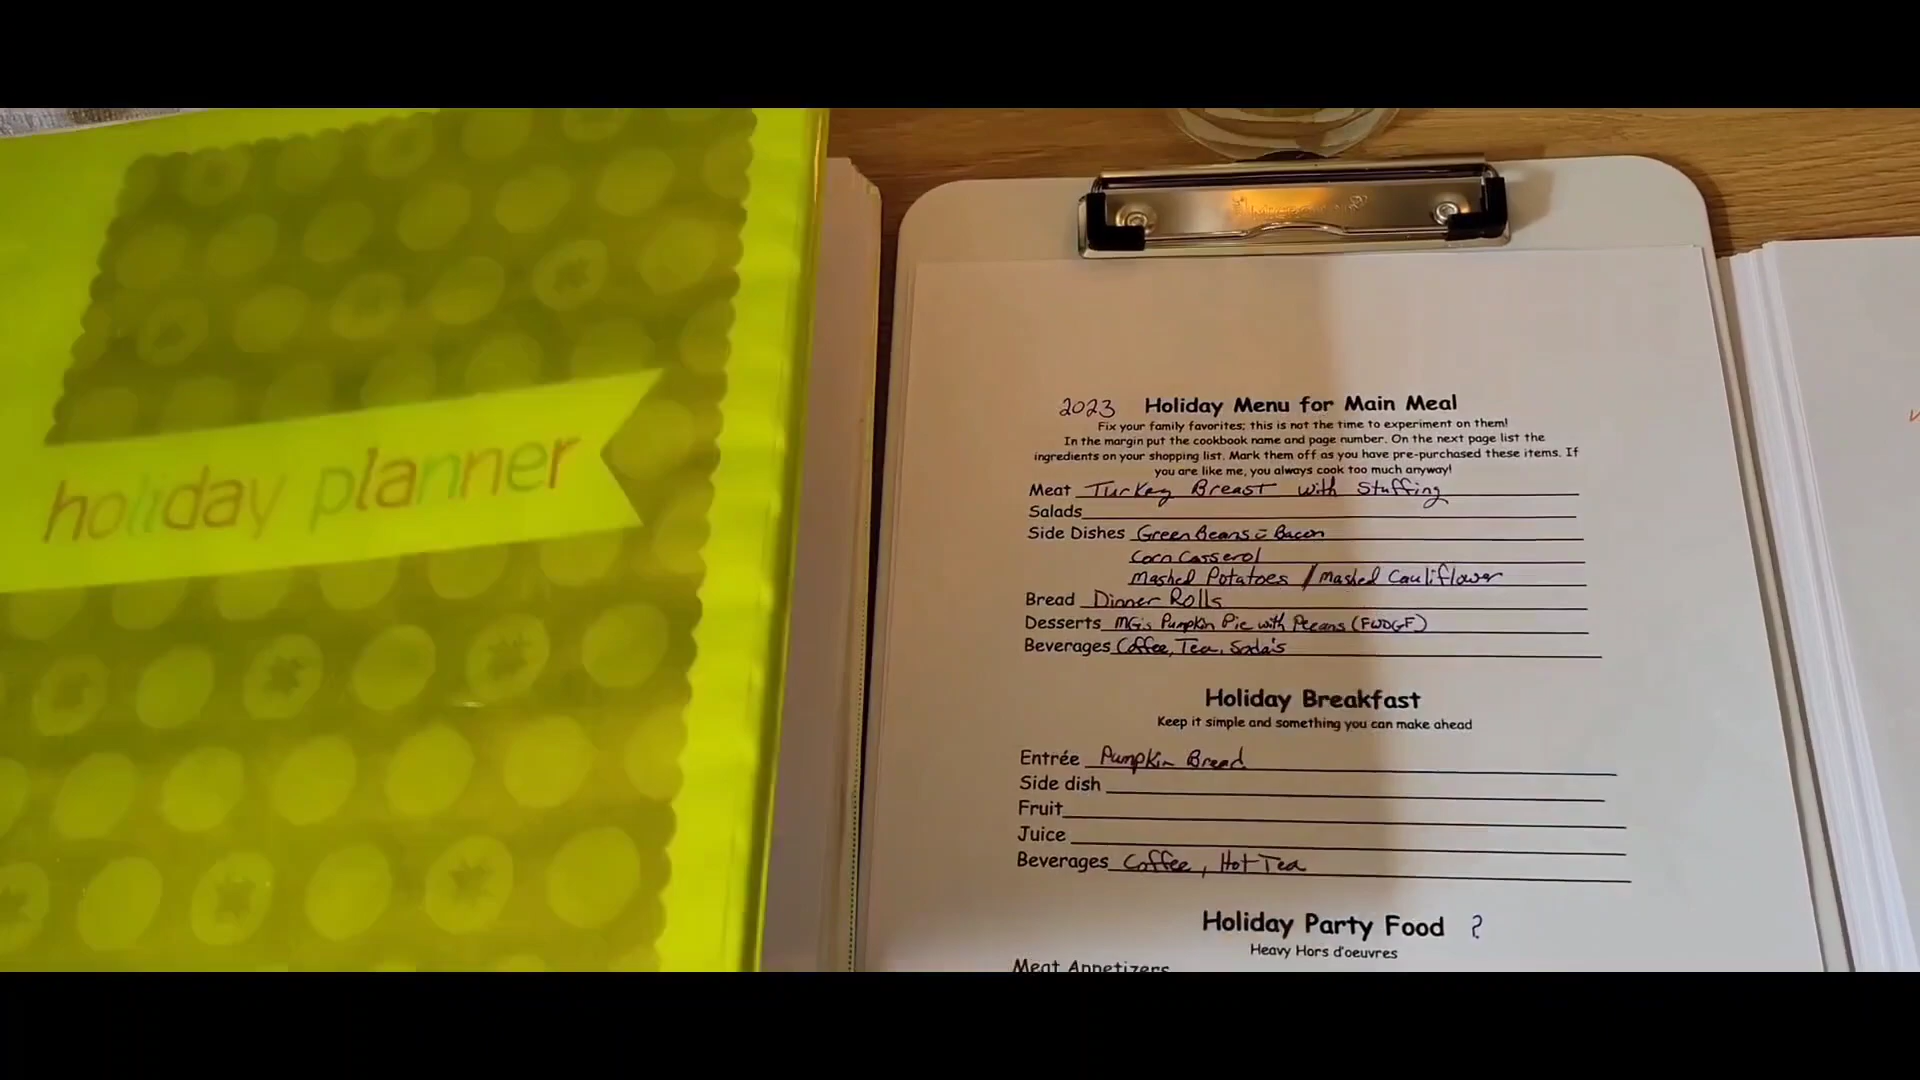 holiday planner
2023 Holiday Menu for Main Meal
Fix your family favorites; this is not the time to experiment on them!
In the margin put the cookbook name and page number. On the next page list the
ingredients on your shopping list. Mark them off as you have pre-purchased these items. If
you are like me, you always cook too much anyway!
Meat Turkey Breast with Stuffing
Salads
Side Dishes Green Beans Bacon
Corn Casserol
Mashed Potatoes / Mashed Cauliflower
Bread Dinner Rolls
Desserts MG's Pumpkin Pie with Pecans (FWDGF)
Beverages Coffee, Tea, Soda's
Holiday Breakfast
Keep it simple and something you can make ahead
Entrée Pumpkin Bread
Side dish
Fruit
Juice
Beverages Coffee, Hot Tea
Holiday Party Food ?
Heavy Hors d'oeuvres
Meat Appetizers